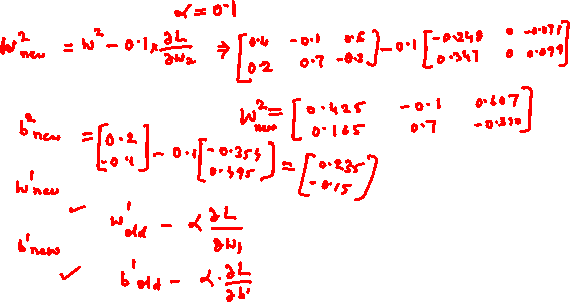 α = 0.1
W²new = W² - 0.1 × ∂L/∂W₂ ⇒ [0.4 -0.1 0.6; 0.2 0.7 -0.3] - 0.1 [-0.248 0 -0.071; 0.347 0 0.099]
W²new = [0.425 -0.1 0.607; 0.165 0.7 -0.310]
b²new = [0.2; -0.1] - 0.1 [-0.354; 0.495] = [0.235; -0.15]
W¹new ✓ W¹old - α ∂L/∂W₁
b¹new ✓ b¹old - α · ∂L/∂b¹